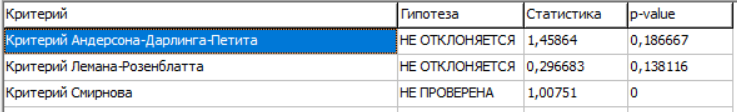 Критерий Гипотеза Статистика p-value
Критерий Андерсона-Дарлинга-Петита НЕ ОТКЛОНЯЕТСЯ 1,45864 0,186667
Критерий Лемана-Розенблатта НЕ ОТКЛОНЯЕТСЯ 0,296683 0,138116
Критерий Смирнова НЕ ПРОВЕРЕНА 1,00751 0